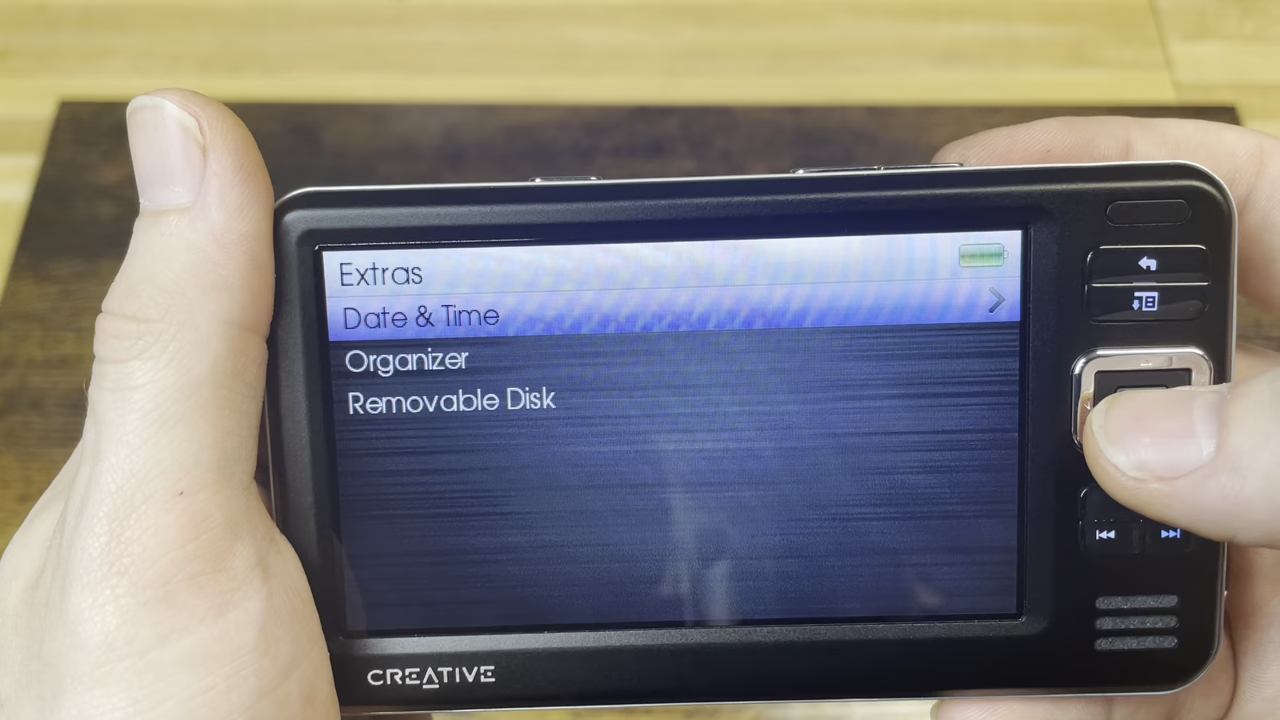 Extras
Date & Time
Organizer
Removable Disk
CREATIVE